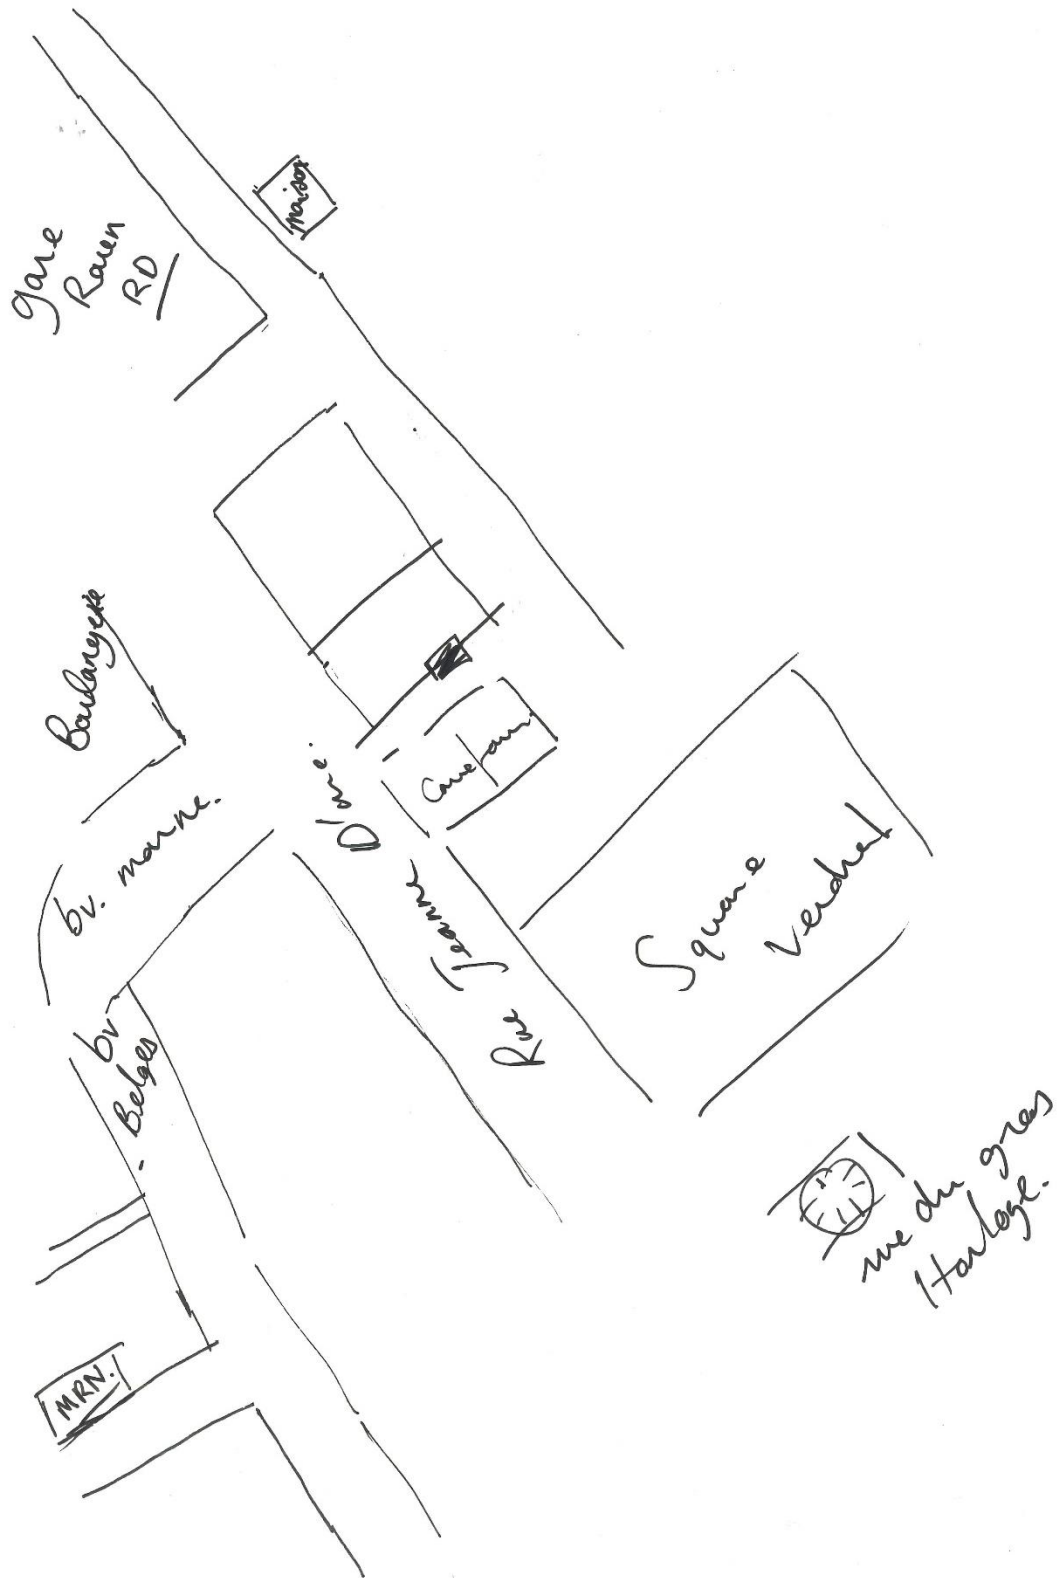 maison
gare
Rouen
RD
Boulangerie
bv. marne.
Rue Jeanne D'arc.
Square
Verdrel
bv
Belges
rue du gros
Horloge.
MRN.